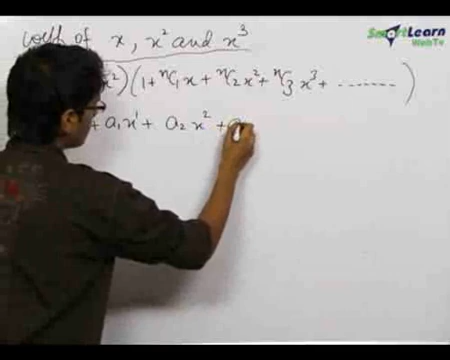 SmartLearn
WebTv
coeff of x, x² and x³
x²)(1+ⁿC₁x+ⁿC₂x²+ⁿC₃x³+........)
+ a₁x¹+ a₂x² +a